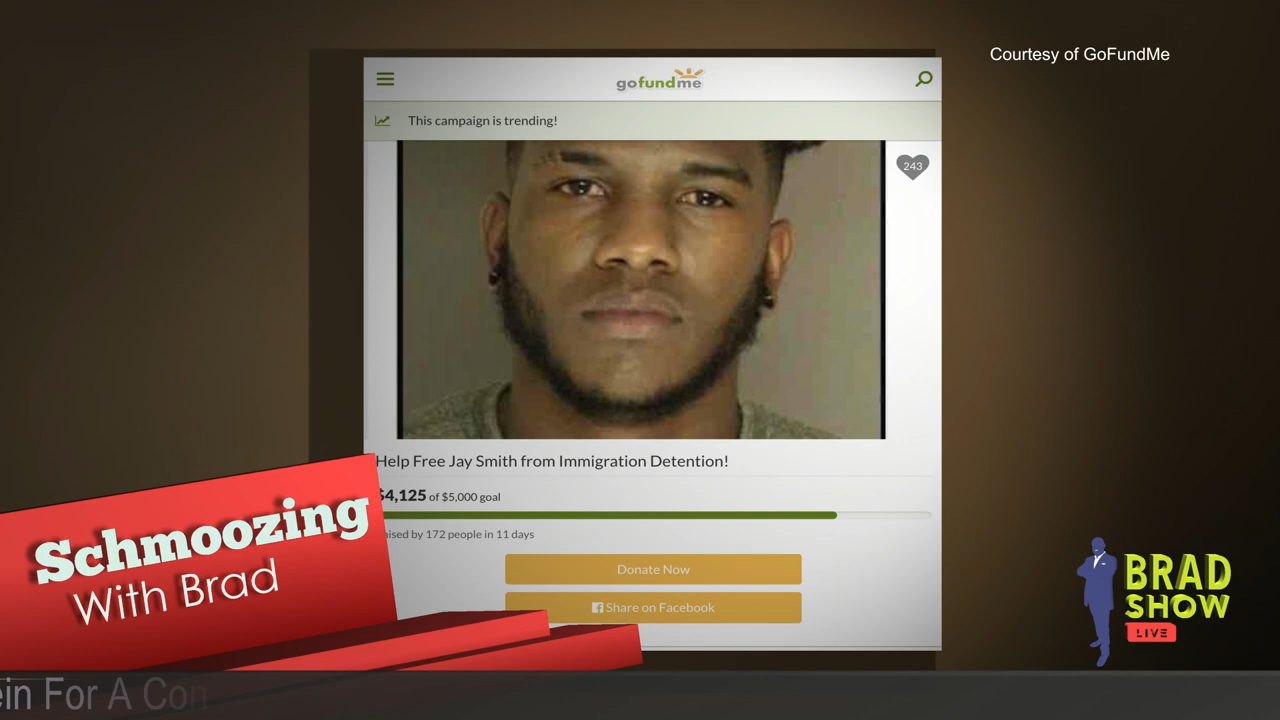 Courtesy of GoFundMe
gofundme
This campaign is trending!
243
Help Free Jay Smith from Immigration Detention!
$4,125 of $5,000 goal
by 172 people in 11 days
Donate Now
Share on Facebook
Schmoozing
With Brad
BRAD
SHOW
LIVE
For A Con